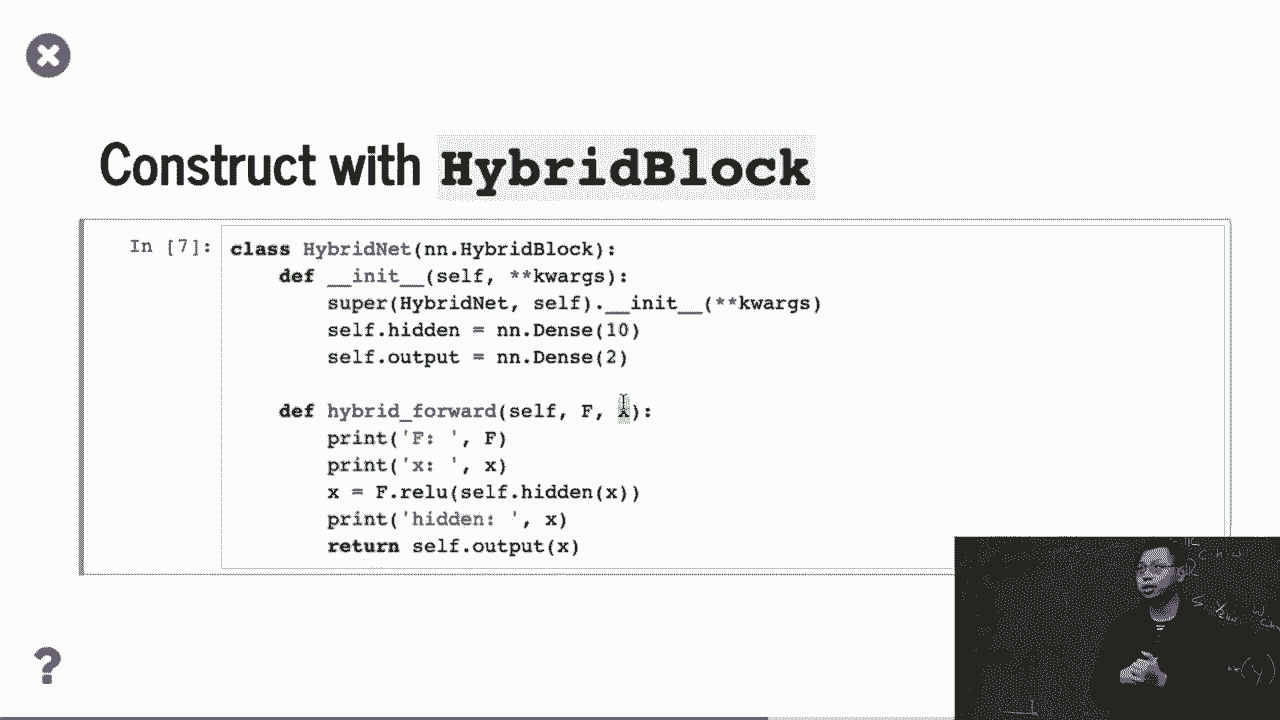 Construct with HybridBlock
In [7]:
class HybridNet(nn.HybridBlock):
    def __init__(self, **kwargs):
        super(HybridNet, self).__init__(**kwargs)
        self.hidden = nn.Dense(10)
        self.output = nn.Dense(2)
    def hybrid_forward(self, F, x):
        print('F: ', F)
        print('x: ', x)
        x = F.relu(self.hidden(x))
        print('hidden: ', x)
        return self.output(x)
?